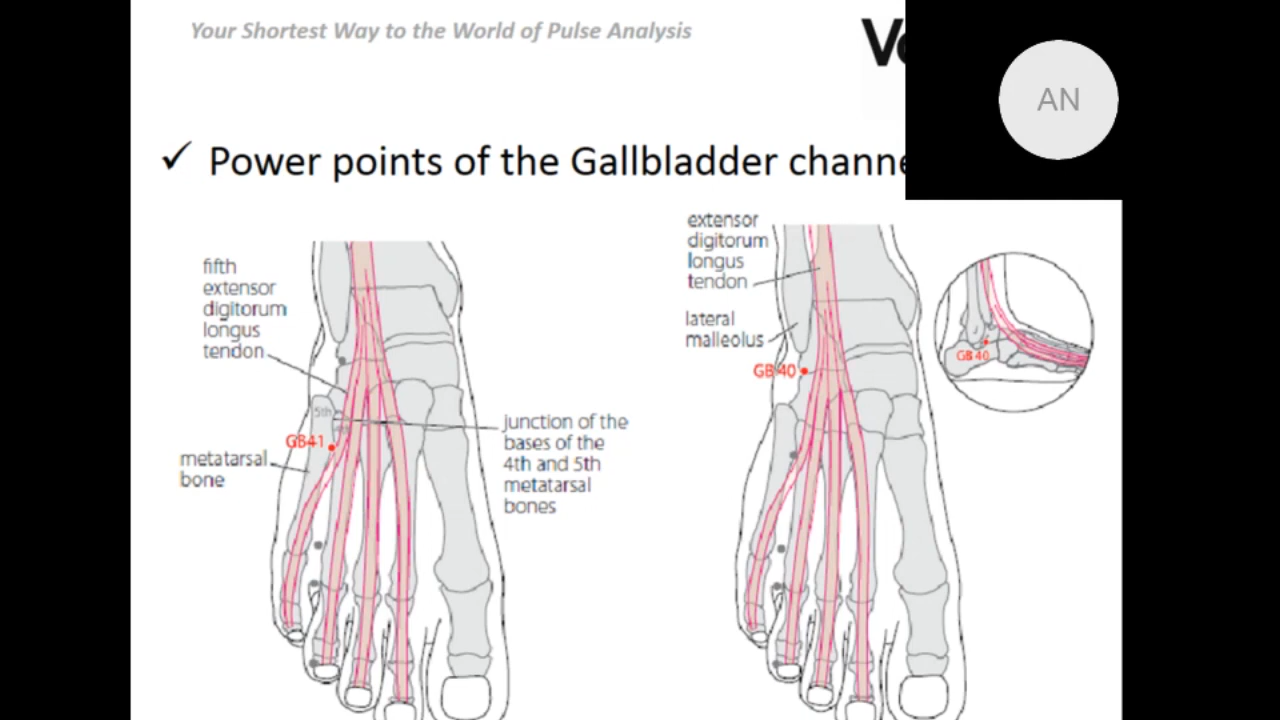 Your Shortest Way to the World of Pulse Analysis
AN
Power points of the Gallbladder channe
fifth
extensor
digitorum
longus
tendon
5th
GB41
metatarsal
bone
junction of the
bases of the
4th and 5th
metatarsal
bones
extensor
digitorum
longus
tendon
lateral
malleolus
GB40
GB40